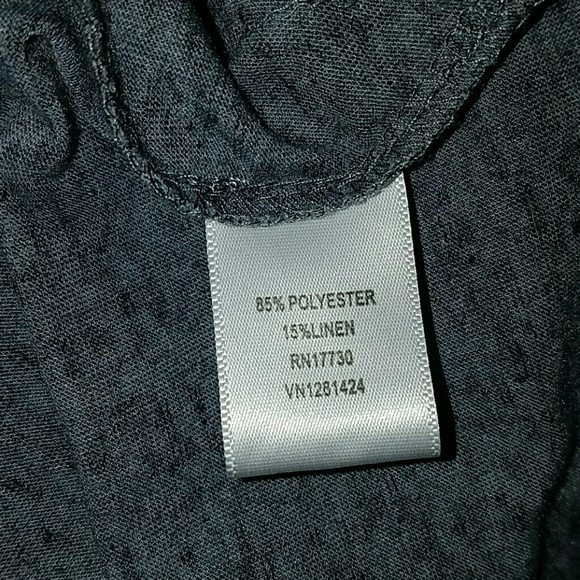 85% POLYESTER
15%LINEN
RN17730
VN1281424